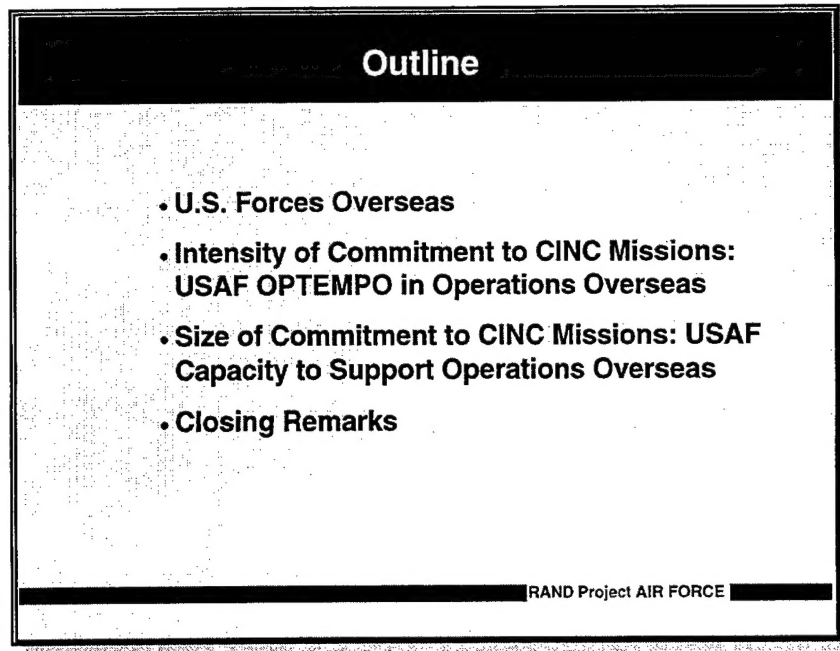 Outline
• U.S. Forces Overseas
• Intensity of Commitment to CINC Missions:
USAF OPTEMPO in Operations Overseas
• Size of Commitment to CINC Missions: USAF
Capacity to Support Operations Overseas
• Closing Remarks
RAND Project AIR FORCE